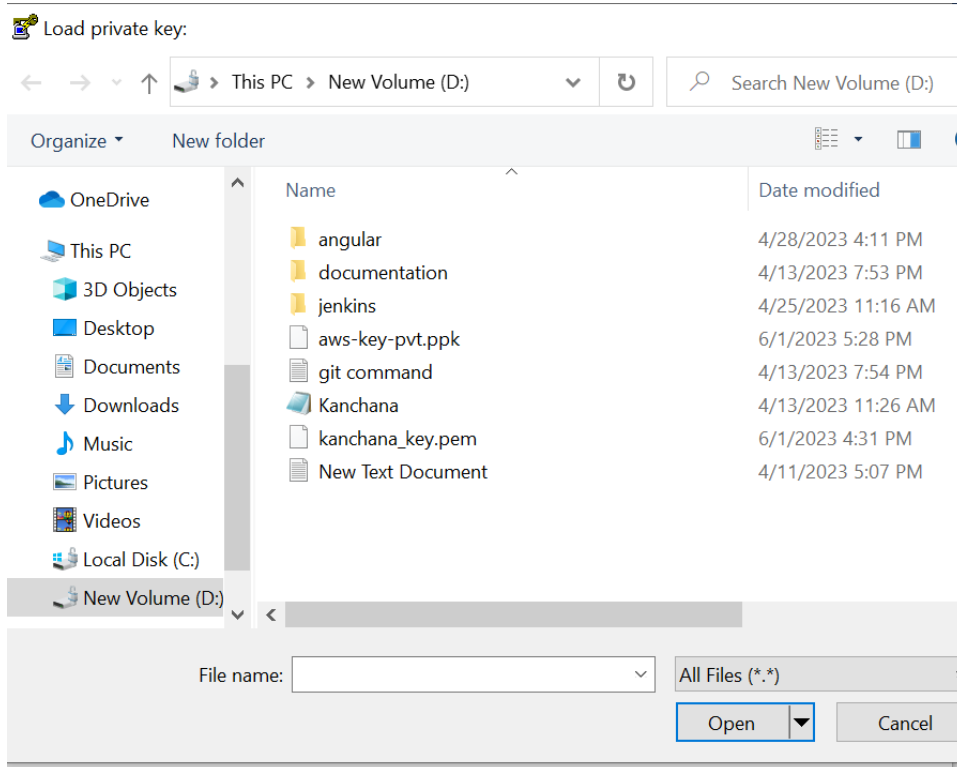 Load private key:
This PC > New Volume (D:)
Search New Volume (D:)
Organize
New folder
OneDrive
This PC
3D Objects
Desktop
Documents
Downloads
Music
Pictures
Videos
Local Disk (C:)
New Volume (D:)
Name Date modified
angular 4/28/2023 4:11 PM
documentation 4/13/2023 7:53 PM
jenkins 4/25/2023 11:16 AM
aws-key-pvt.ppk 6/1/2023 5:28 PM
git command 4/13/2023 7:54 PM
Kanchana 4/13/2023 11:26 AM
kanchana_key.pem 6/1/2023 4:31 PM
New Text Document 4/11/2023 5:07 PM
File name:
All Files (*.*)
Open
Cancel